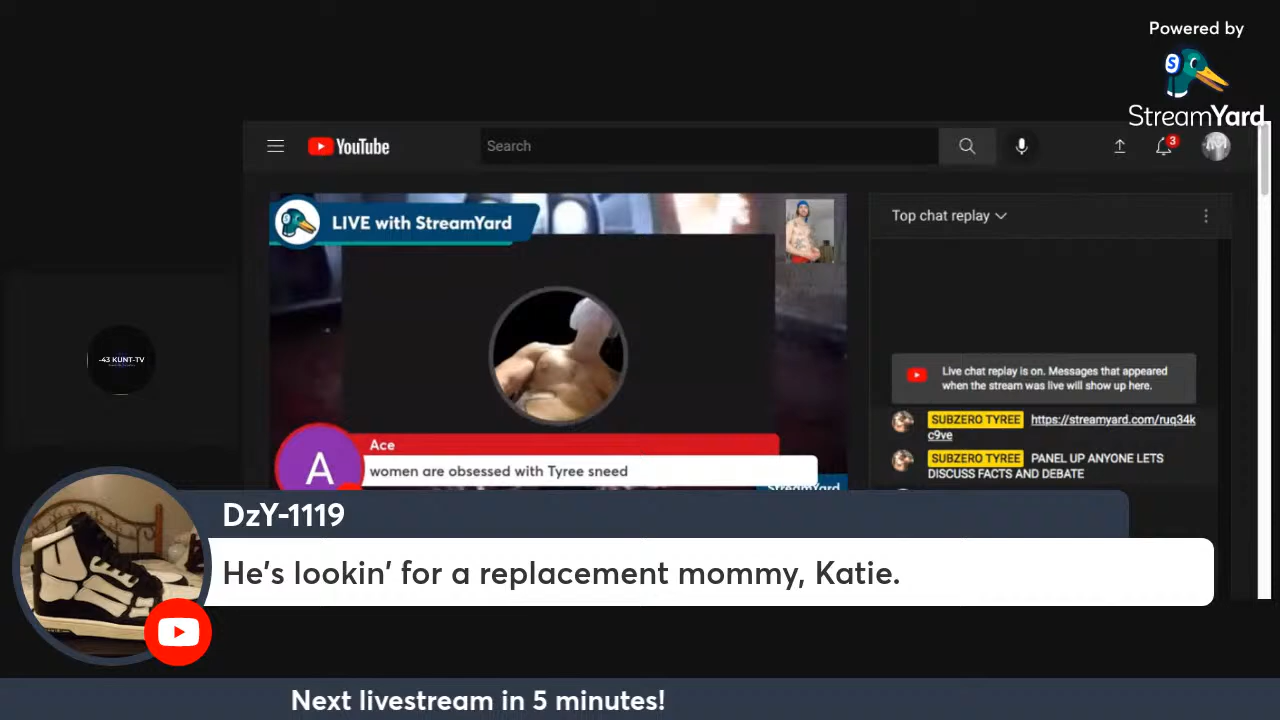 Powered by
StreamYard
YouTube
Search
3
LIVE with StreamYard
Top chat replay
-43 KUNT-TV
Live chat replay is on. Messages that appeared
when the stream was live will show up here.
SUBZERO TYREE https://streamyard.com/ruq34k
c9ve
SUBZERO TYREE PANEL UP ANYONE LETS
DISCUSS FACTS AND DEBATE
Ace
A
women are obsessed with Tyree sneed
StreamYard
DzY-1119
He's lookin' for a replacement mommy, Katie.
Next livestream in 5 minutes!